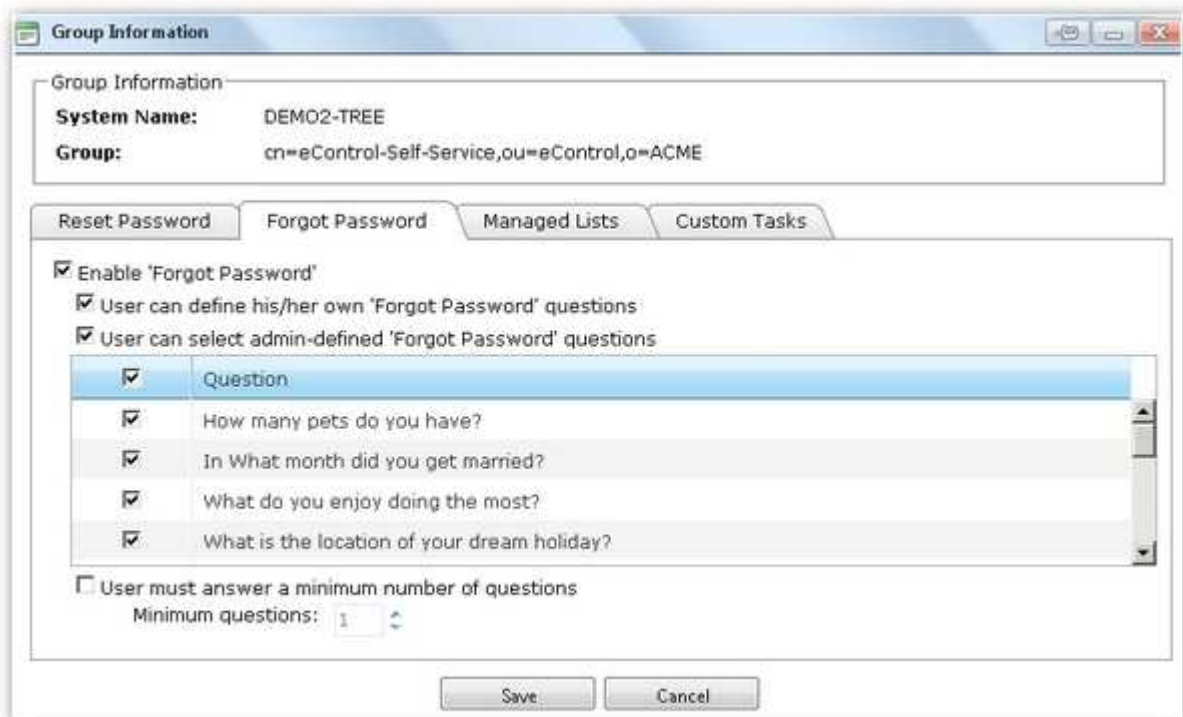 Group Information
Group Information
System Name: DEMO2-TREE
Group: cn=eControl-Self-Service,ou=eControl,o=ACME
Reset Password Forgot Password Managed Lists Custom Tasks
Enable 'Forgot Password'
User can define his/her own 'Forgot Password' questions
User can select admin-defined 'Forgot Password' questions
Question
How many pets do you have?
In What month did you get married?
What do you enjoy doing the most?
What is the location of your dream holiday?
User must answer a minimum number of questions
Minimum questions: 1
Save Cancel